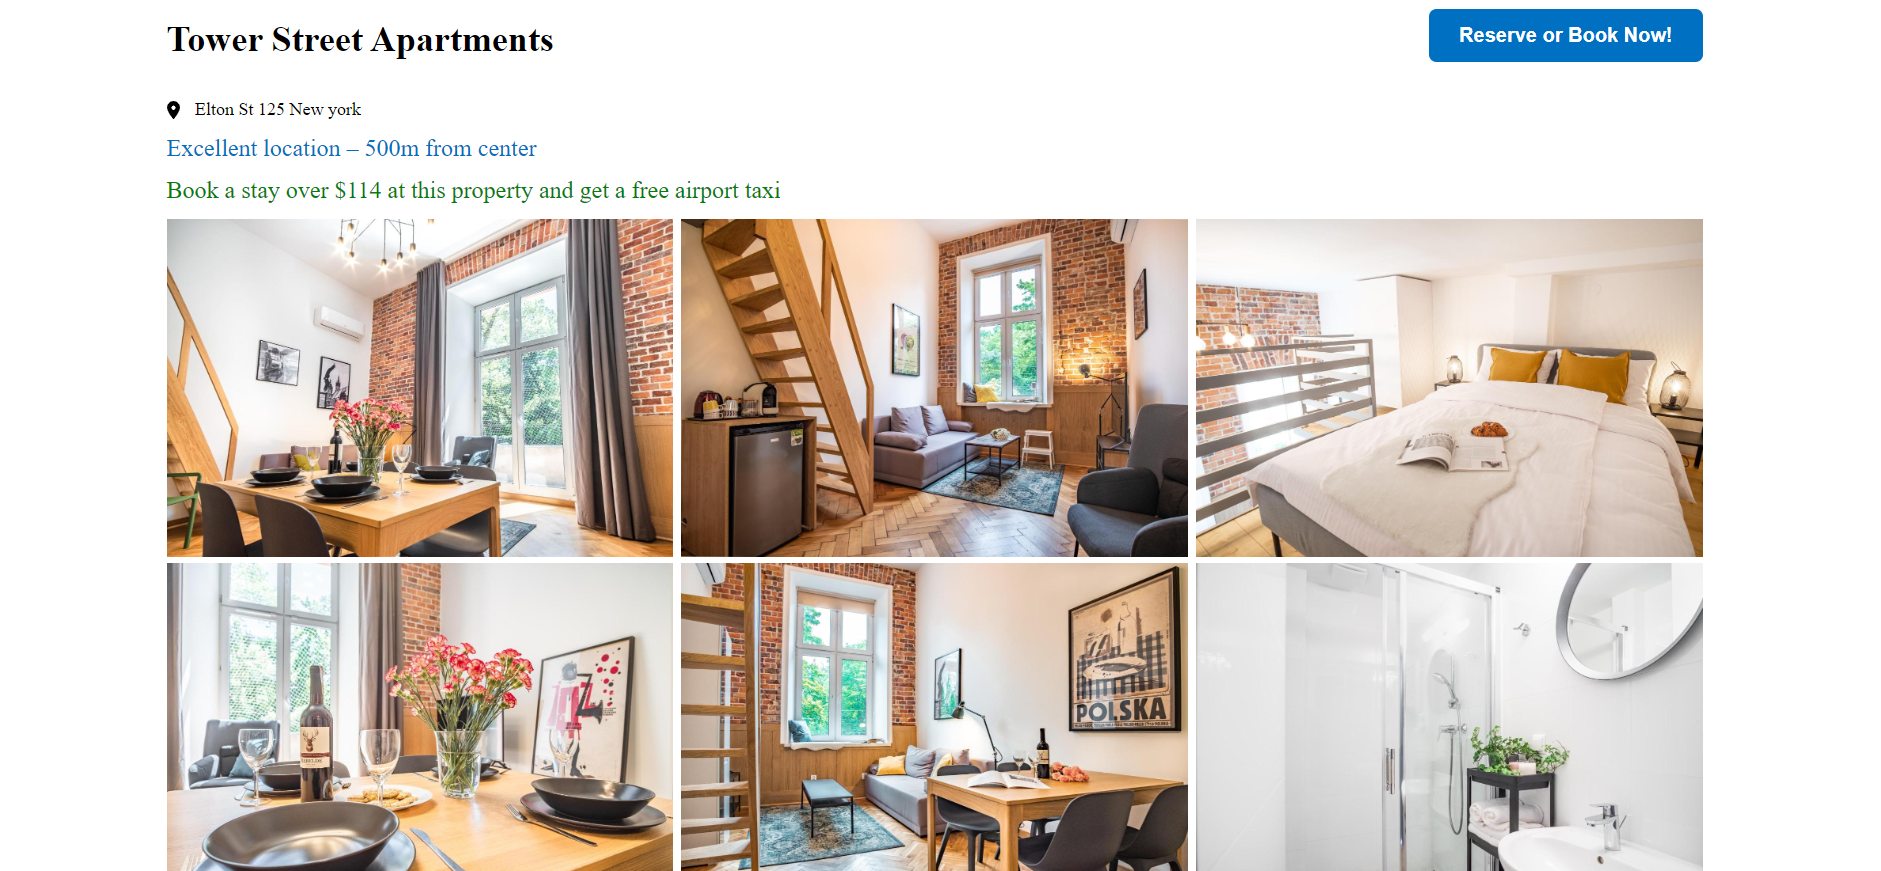 Tower Street Apartments
Reserve or Book Now!
Elton St 125 New york
Excellent location – 500m from center
Book a stay over $114 at this property and get a free airport taxi
POLSKA